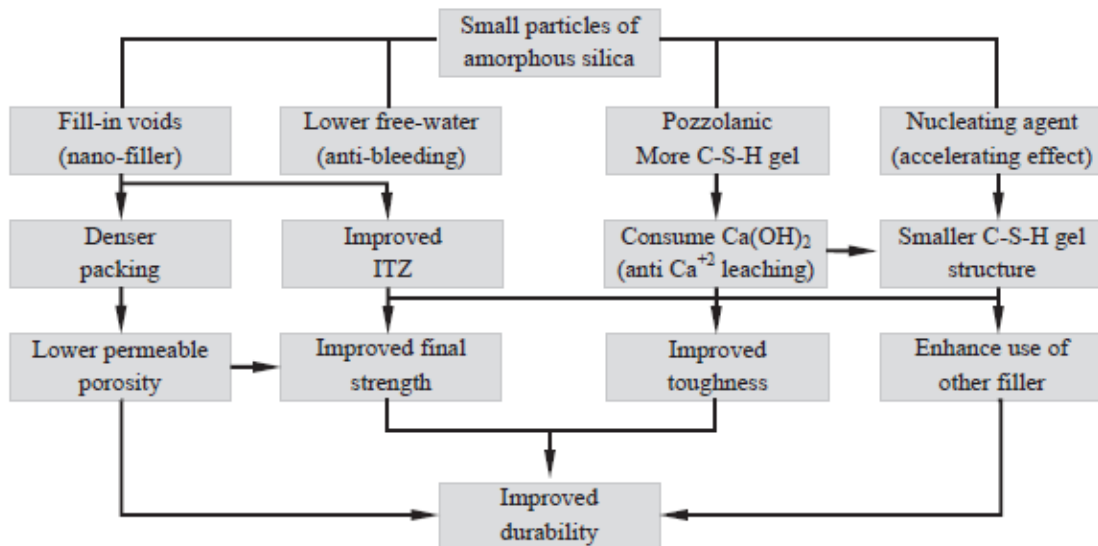 Small particles of
amorphous silica
Fill-in voids
(nano-filler)
Lower free-water
(anti-bleeding)
Pozzolanic
More C-S-H gel
Nucleating agent
(accelerating effect)
Denser
packing
Improved
ITZ
Consume Ca(OH)₂
(anti Ca⁺² leaching)
Smaller C-S-H gel
structure
Lower permeable
porosity
Improved final
strength
Improved
toughness
Enhance use of
other filler
Improved
durability